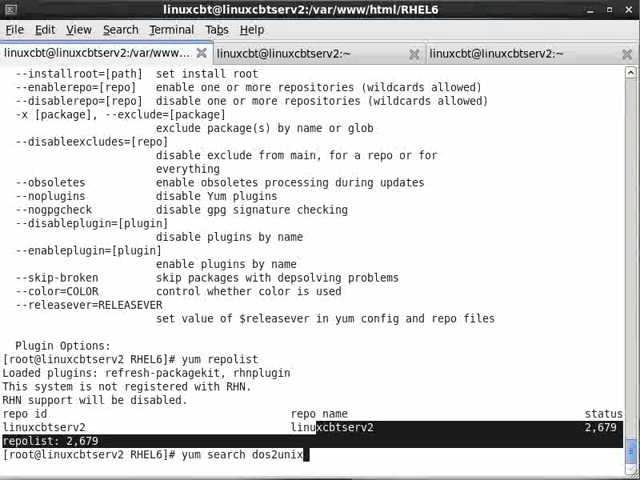 linuxcbt@linuxcbtserv2:/var/www/html/RHEL6
File Edit View Search Terminal Tabs Help
linuxcbt@linuxcbtserv2:/var/www... linuxcbt@linuxcbtserv2:~ linuxcbt@linuxcbtserv2:~
--installroot=[path] set install root
--enablerepo=[repo] enable one or more repositories (wildcards allowed)
--disablerepo=[repo] disable one or more repositories (wildcards allowed)
-x [package], --exclude=[package]
exclude package(s) by name or glob
--disableexcludes=[repo]
disable exclude from main, for a repo or for
everything
--obsoletes enable obsoletes processing during updates
--noplugins disable Yum plugins
--nogpgcheck disable gpg signature checking
--disableplugin=[plugin]
disable plugins by name
--enableplugin=[plugin]
enable plugins by name
--skip-broken skip packages with depsolving problems
--color=COLOR control whether color is used
--releasever=RELEASEVER
set value of $releasever in yum config and repo files
Plugin Options:
[root@linuxcbtserv2 RHEL6]# yum repolist
Loaded plugins: refresh-packagekit, rhnplugin
This system is not registered with RHN.
RHN support will be disabled.
repo id repo name status
linuxcbtserv2 linuxcbtserv2 2,679
repolist: 2,679
[root@linuxcbtserv2 RHEL6]# yum search dos2unix